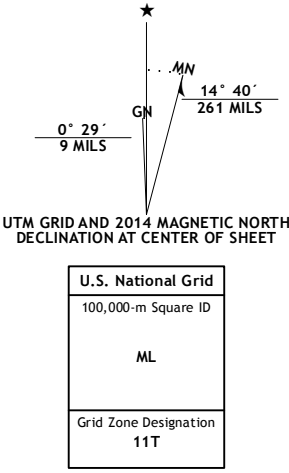 ★
MN
GN
14° 40´
261 MILS
0° 29´
9 MILS
UTM GRID AND 2014 MAGNETIC NORTH
DECLINATION AT CENTER OF SHEET
U.S. National Grid
100,000-m Square ID
ML
Grid Zone Designation
11T